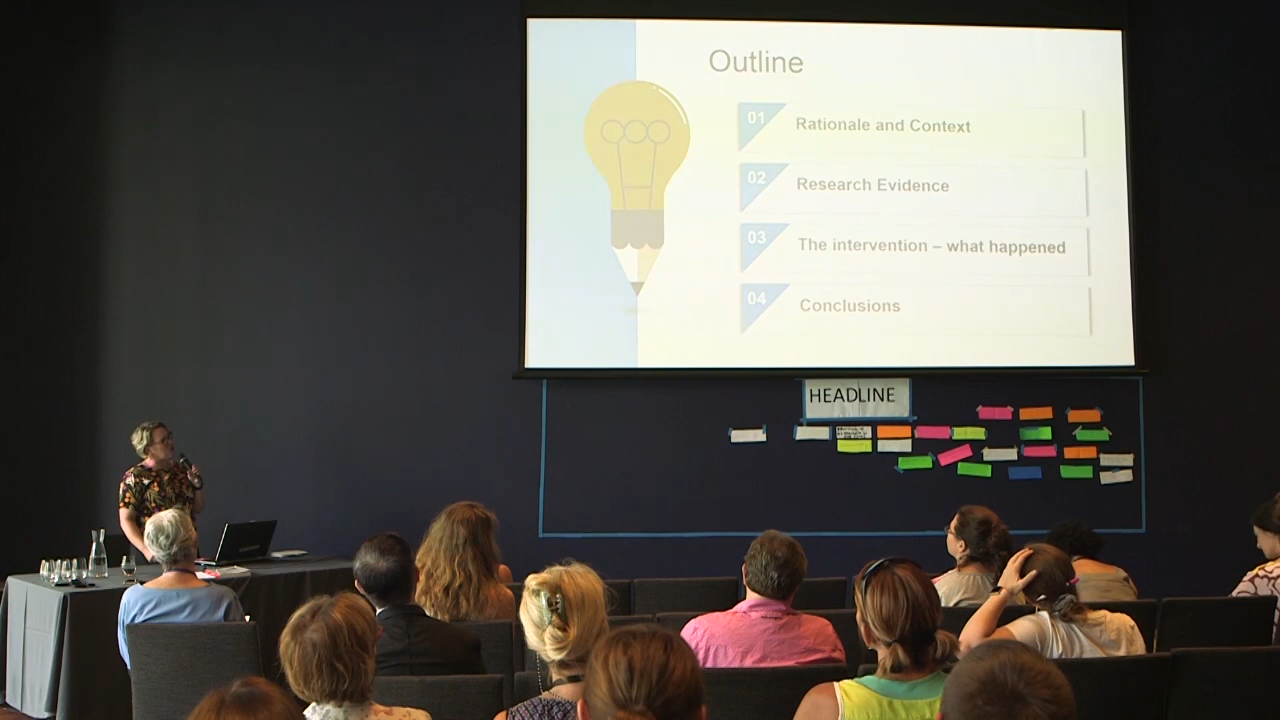 Outline
01
Rationale and Context
02
Research Evidence
03
The intervention – what happened
04
Conclusions
HEADLINE